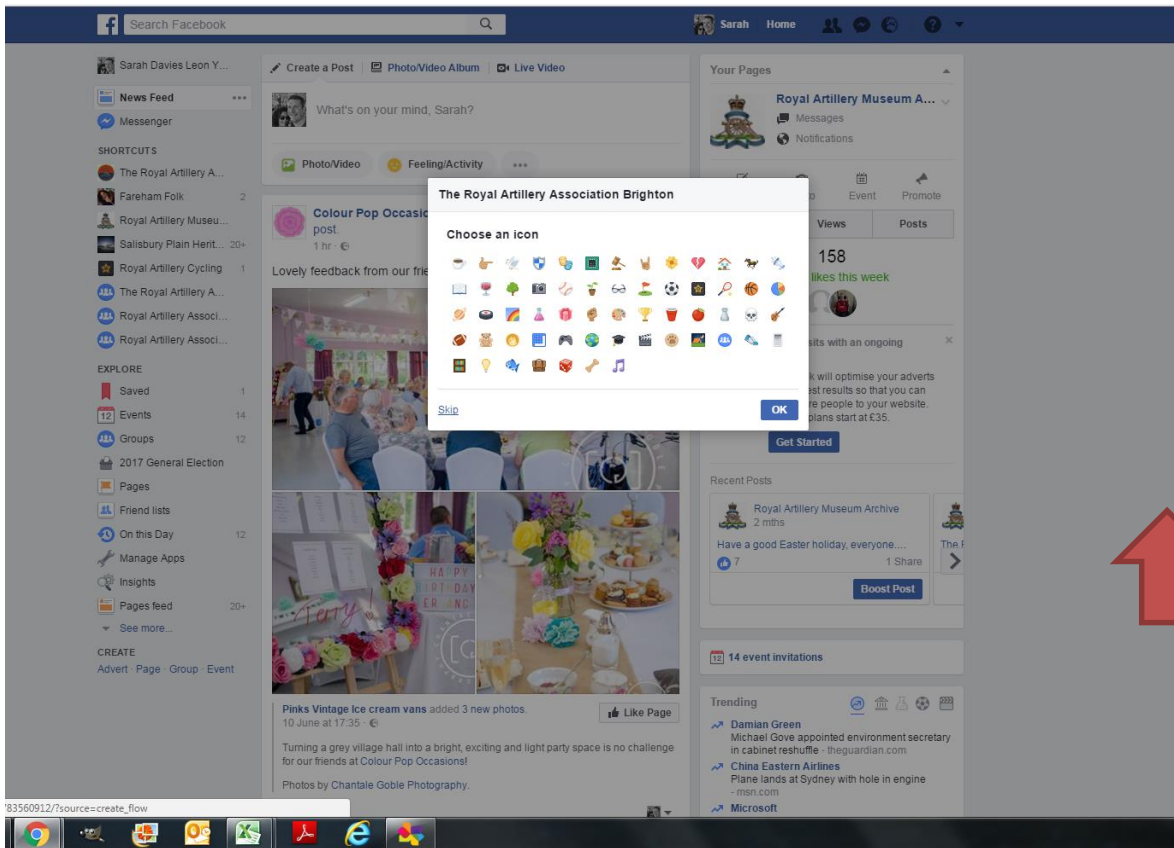 Search Facebook
Sarah Home
Sarah Davies Leon Y...
News Feed
Messenger
SHORTCUTS
The Royal Artillery A...
Fareham Folk 2
Royal Artillery Museu...
Salisbury Plain Herit... 20+
Royal Artillery Cycling 1
The Royal Artillery A...
Royal Artillery Associ...
Royal Artillery Associ...
EXPLORE
Saved 1
Events 14
Groups 12
2017 General Election
Pages
Friend lists
On this Day 12
Manage Apps
Insights
Pages feed 20+
See more...
CREATE
Advert · Page · Group · Event
Create a Post Photo/Video Album Live Video
What's on your mind, Sarah?
Photo/Video Feeling/Activity
Colour Pop Occasi
post.
1 hr
Lovely feedback from our frie
The Royal Artillery Association Brighton
Choose an icon
Skip
OK
HAPPY
Terry
Pinks Vintage Ice cream vans added 3 new photos.
10 June at 17:35
Like Page
Turning a grey village hall into a bright, exciting and light party space is no challenge
for our friends at Colour Pop Occasions!
Photos by Chantale Goble Photography.
Your Pages
Royal Artillery Museum A...
Messages
Notifications
Event Promote
Views Posts
158
likes this week
sits with an ongoing
k will optimise your adverts
est results so that you can
re people to your website.
plans start at £35.
Get Started
Recent Posts
Royal Artillery Museum Archive
2 mths
Have a good Easter holiday, everyone....
7 1 Share
Boost Post
14 event invitations
Trending
Damian Green
Michael Gove appointed environment secretary
in cabinet reshuffle - theguardian.com
China Eastern Airlines
Plane lands at Sydney with hole in engine
- msn.com
Microsoft
83560912/?source=create_flow